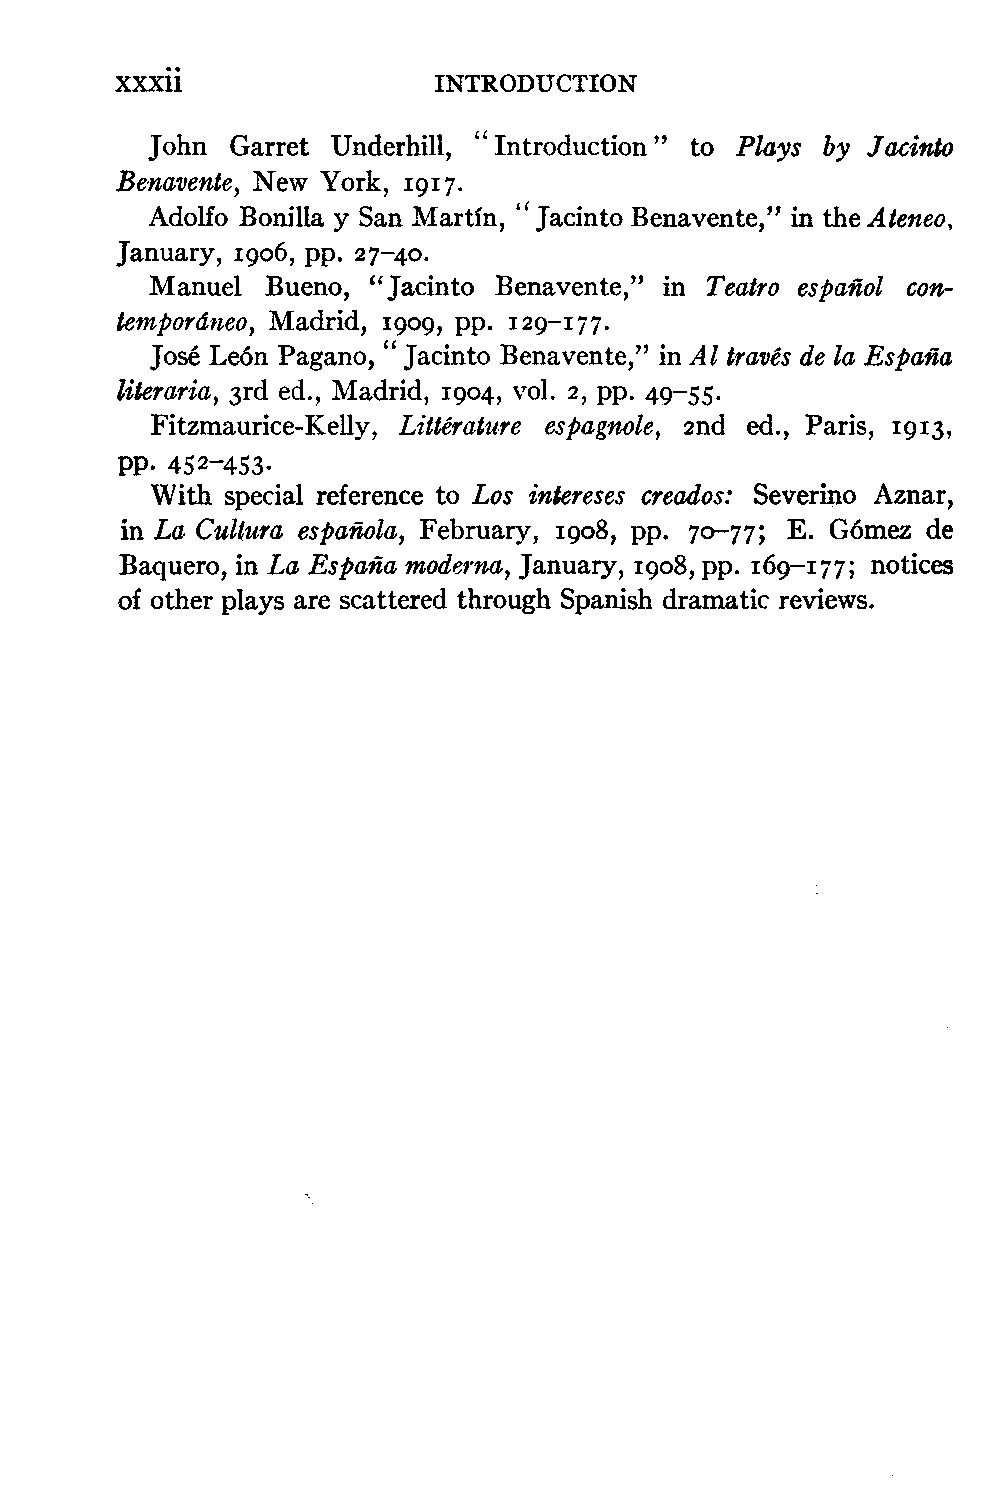 xxxii INTRODUCTION
John Garret Underhill, “Introduction” to Plays by Jacinto
Benavente, New York, 1917.
Adolfo Bonilla y San Martín, “Jacinto Benavente,” in the Ateneo,
January, 1906, pp. 27–40.
Manuel Bueno, “Jacinto Benavente,” in Teatro español con-
temporáneo, Madrid, 1909, pp. 129–177.
José León Pagano, “Jacinto Benavente,” in Al través de la España
literaria, 3rd ed., Madrid, 1904, vol. 2, pp. 49–55.
Fitzmaurice-Kelly, Littérature espagnole, 2nd ed., Paris, 1913,
pp. 452–453.
With special reference to Los intereses creados: Severino Aznar,
in La Cultura española, February, 1908, pp. 70–77; E. Gómez de
Baquero, in La España moderna, January, 1908, pp. 169–177; notices
of other plays are scattered through Spanish dramatic reviews.